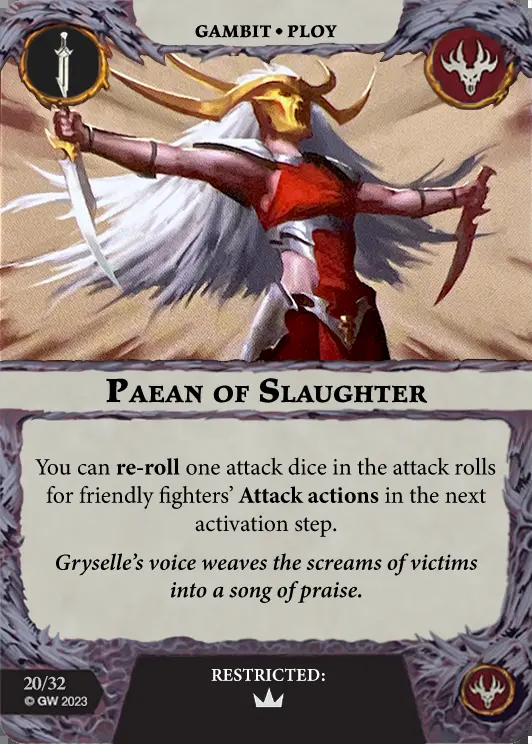 GAMBIT • PLOY
PAEAN OF SLAUGHTER
You can re-roll one attack dice in the attack rolls
for friendly fighters’ Attack actions in the next
activation step.
Gryselle’s voice weaves the screams of victims
into a song of praise.
RESTRICTED:
20/32
© GW 2023